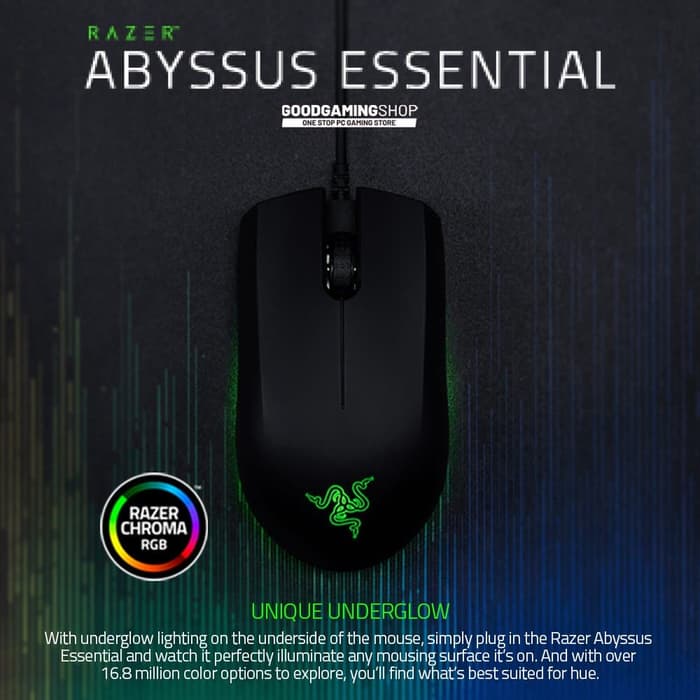 RAZER™
ABYSSUS ESSENTIAL
GOODGAMINGSHOP
ONE STOP PC GAMING STORE
RAZER
CHROMA
RGB
™
UNIQUE UNDERGLOW
With underglow lighting on the underside of the mouse, simply plug in the Razer Abyssus
Essential and watch it perfectly illuminate any mousing surface it's on. And with over
16.8 million color options to explore, you'll find what's best suited for hue.